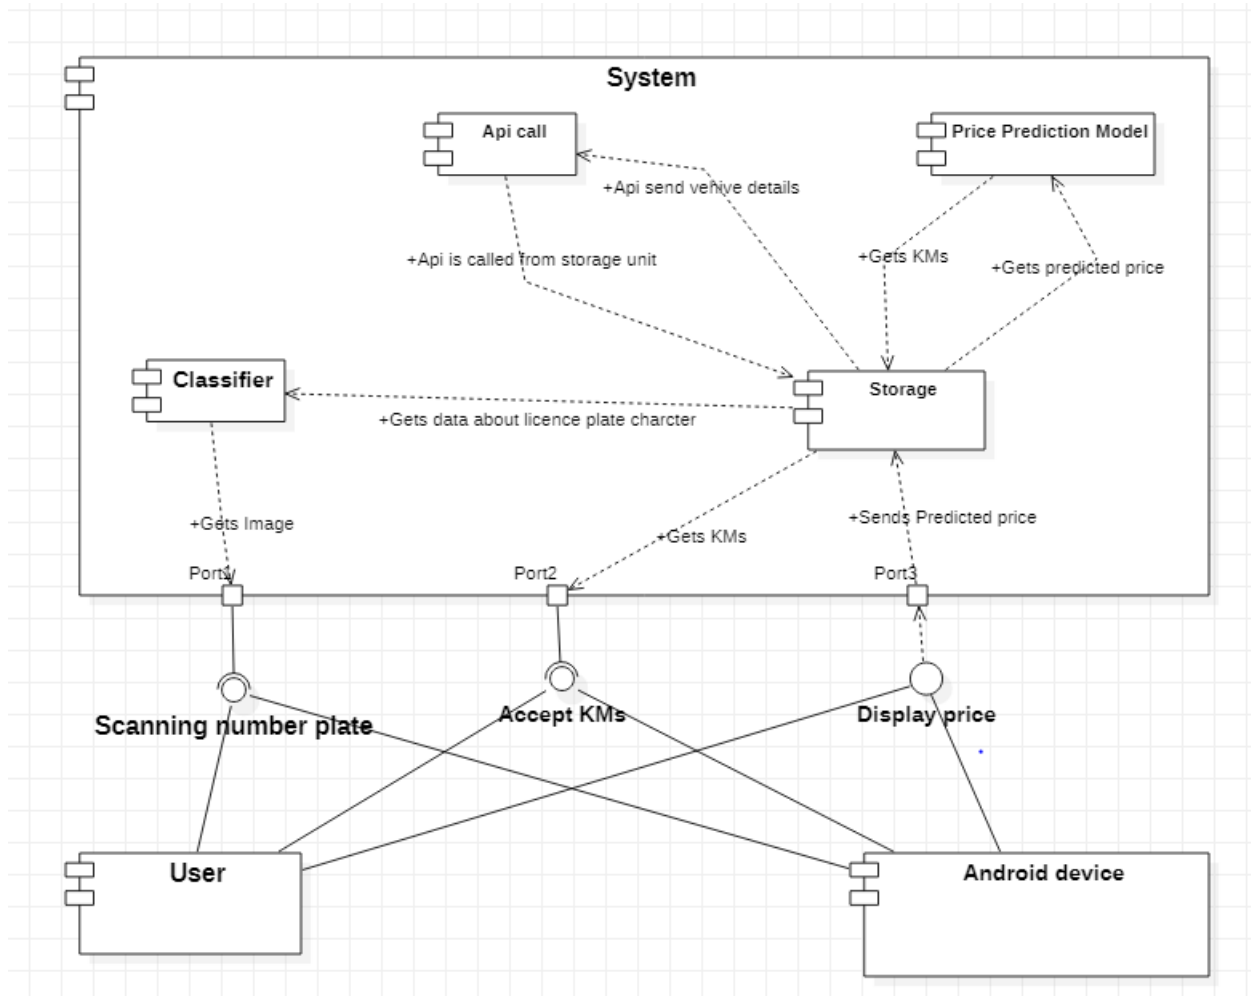 System
Api call
Price Prediction Model
+Api send vehive details
+Api is called from storage unit
+Gets KMs
+Gets predicted price
Classifier
Storage
+Gets data about licence plate charcter
+Gets Image
+Gets KMs
+Sends Predicted price
Port1
Port2
Port3
Scanning number plate
Accept KMs
Display price
User
Android device